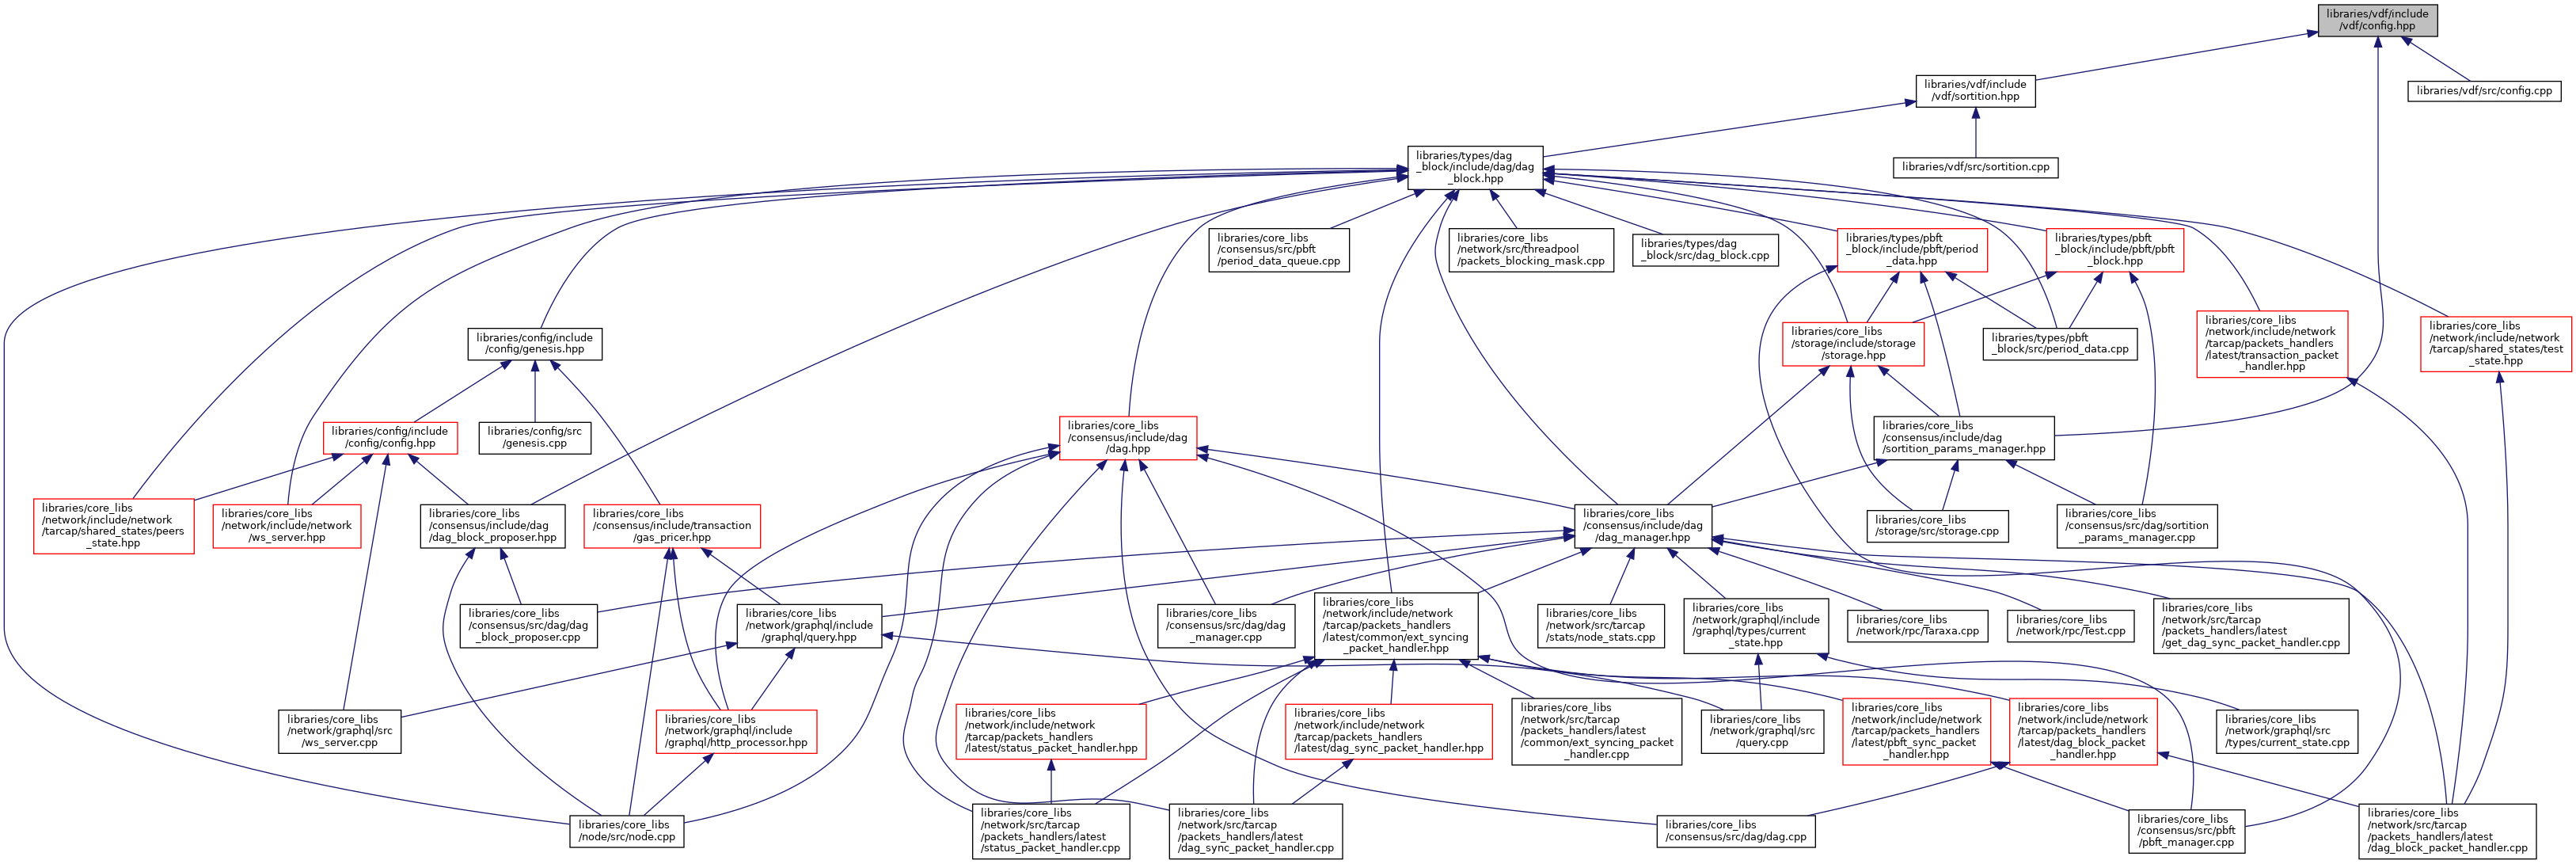 libraries/vdf/include
/vdf/config.hpp
libraries/vdf/include
/vdf/sortition.hpp
libraries/vdf/src/config.cpp
libraries/types/dag
_block/include/dag/dag
_block.hpp
libraries/vdf/src/sortition.cpp
libraries/core_libs
/consensus/src/pbft
/period_data_queue.cpp
libraries/core_libs
/network/src/threadpool
/packets_blocking_mask.cpp
libraries/types/dag
_block/src/dag_block.cpp
libraries/types/pbft
_block/include/pbft/period
_data.hpp
libraries/types/pbft
_block/include/pbft/pbft
_block.hpp
libraries/config/include
/config/genesis.hpp
libraries/core_libs
/storage/include/storage
/storage.hpp
libraries/types/pbft
_block/src/period_data.cpp
libraries/core_libs
/network/include/network
/tarcap/packets_handlers
/latest/transaction_packet
_handler.hpp
libraries/core_libs
/network/include/network
/tarcap/shared_states/test
_state.hpp
libraries/config/include
/config/config.hpp
libraries/config/src
/genesis.cpp
libraries/core_libs
/consensus/include/dag
/dag.hpp
libraries/core_libs
/consensus/include/dag
/sortition_params_manager.hpp
libraries/core_libs
/network/include/network
/tarcap/shared_states/peers
_state.hpp
libraries/core_libs
/network/include/network
/ws_server.hpp
libraries/core_libs
/consensus/include/dag
/dag_block_proposer.hpp
libraries/core_libs
/consensus/include/transaction
/gas_pricer.hpp
libraries/core_libs
/consensus/include/dag
/dag_manager.hpp
libraries/core_libs
/storage/src/storage.cpp
libraries/core_libs
/consensus/src/dag/sortition
_params_manager.cpp
libraries/core_libs
/consensus/src/dag/dag
_block_proposer.cpp
libraries/core_libs
/network/graphql/include
/graphql/query.hpp
libraries/core_libs
/consensus/src/dag/dag
_manager.cpp
libraries/core_libs
/network/include/network
/tarcap/packets_handlers
/latest/common/ext_syncing
_packet_handler.hpp
libraries/core_libs
/network/src/tarcap
/stats/node_stats.cpp
libraries/core_libs
/network/graphql/include
/graphql/types/current
_state.hpp
libraries/core_libs
/network/rpc/Taraxa.cpp
libraries/core_libs
/network/rpc/Test.cpp
libraries/core_libs
/network/src/tarcap
/packets_handlers/latest
/get_dag_sync_packet_handler.cpp
libraries/core_libs
/network/graphql/src
/ws_server.cpp
libraries/core_libs
/network/graphql/include
/graphql/http_processor.hpp
libraries/core_libs
/network/include/network
/tarcap/packets_handlers
/latest/status_packet_handler.hpp
libraries/core_libs
/network/include/network
/tarcap/packets_handlers
/latest/dag_sync_packet_handler.hpp
libraries/core_libs
/network/src/tarcap
/packets_handlers/latest
/common/ext_syncing_packet
_handler.cpp
libraries/core_libs
/network/graphql/src
/query.cpp
libraries/core_libs
/network/include/network
/tarcap/packets_handlers
/latest/pbft_sync_packet
_handler.hpp
libraries/core_libs
/network/include/network
/tarcap/packets_handlers
/latest/dag_block_packet
_handler.hpp
libraries/core_libs
/network/graphql/src
/types/current_state.cpp
libraries/core_libs
/node/src/node.cpp
libraries/core_libs
/network/src/tarcap
/packets_handlers/latest
/status_packet_handler.cpp
libraries/core_libs
/network/src/tarcap
/packets_handlers/latest
/dag_sync_packet_handler.cpp
libraries/core_libs
/consensus/src/dag/dag.cpp
libraries/core_libs
/consensus/src/pbft
/pbft_manager.cpp
libraries/core_libs
/network/src/tarcap
/packets_handlers/latest
/dag_block_packet_handler.cpp